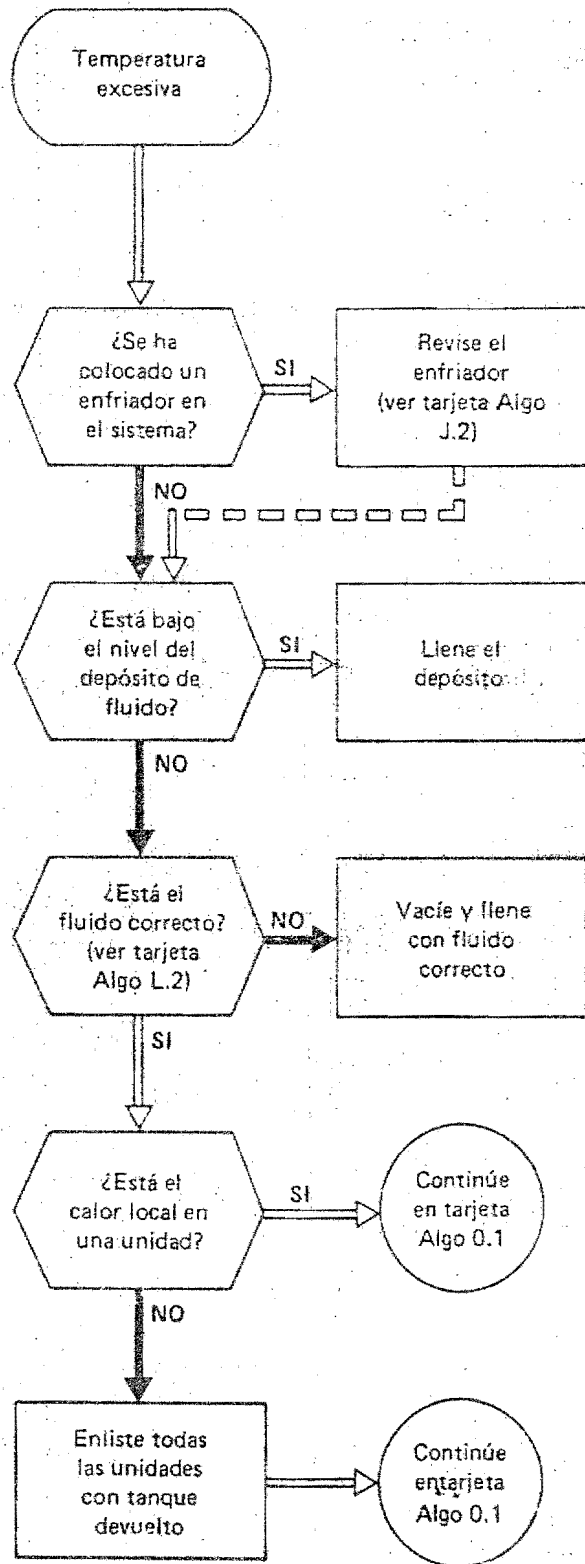 Temperatura
excesiva
¿Se ha
colocado un
enfriador en
el sistema?
SI
Revise el
enfriador
(ver tarjeta Algo
J.2)
NO
¿Está bajo
el nivel del
depósito de
fluido?
SI
Llene el
depósito
NO
¿Está el
fluido correcto?
(ver tarjeta
Algo L.2)
NO
Vacíe y llene
con fluido
correcto
SI
¿Está el
calor local en
una unidad?
SI
Continúe
en tarjeta
Algo 0.1
NO
Enliste todas
las unidades
con tanque
devuelto
Continúe
entarjeta
Algo 0.1